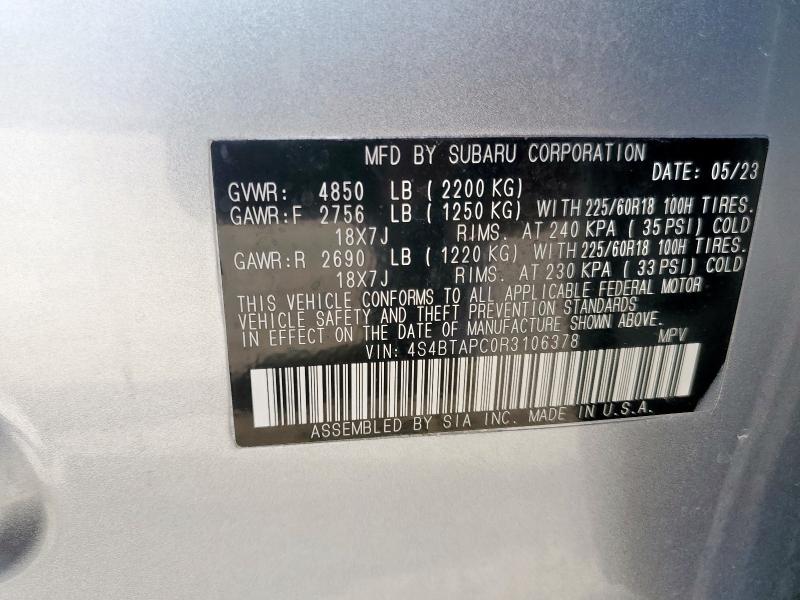 MFD BY SUBARU CORPORATION
DATE: 05/23
GVWR: 4850 LB ( 2200 KG)
GAWR:F 2756 LB ( 1250 KG) WITH 225/60R18 100H TIRES.
18X7J RIMS. AT 240 KPA ( 35 PSI) COLD
GAWR:R 2690 LB ( 1220 KG) WITH 225/60R18 100H TIRES.
18X7J RIMS. AT 230 KPA ( 33 PSI) COLD
THIS VEHICLE CONFORMS TO ALL APPLICABLE FEDERAL MOTOR
VEHICLE SAFETY AND THEFT PREVENTION STANDARDS
IN EFFECT ON THE DATE OF MANUFACTURE SHOWN ABOVE.
VIN: 4S4BTAPC0R3106378 MPV
ASSEMBLED BY SIA INC. MADE IN U.S.A.